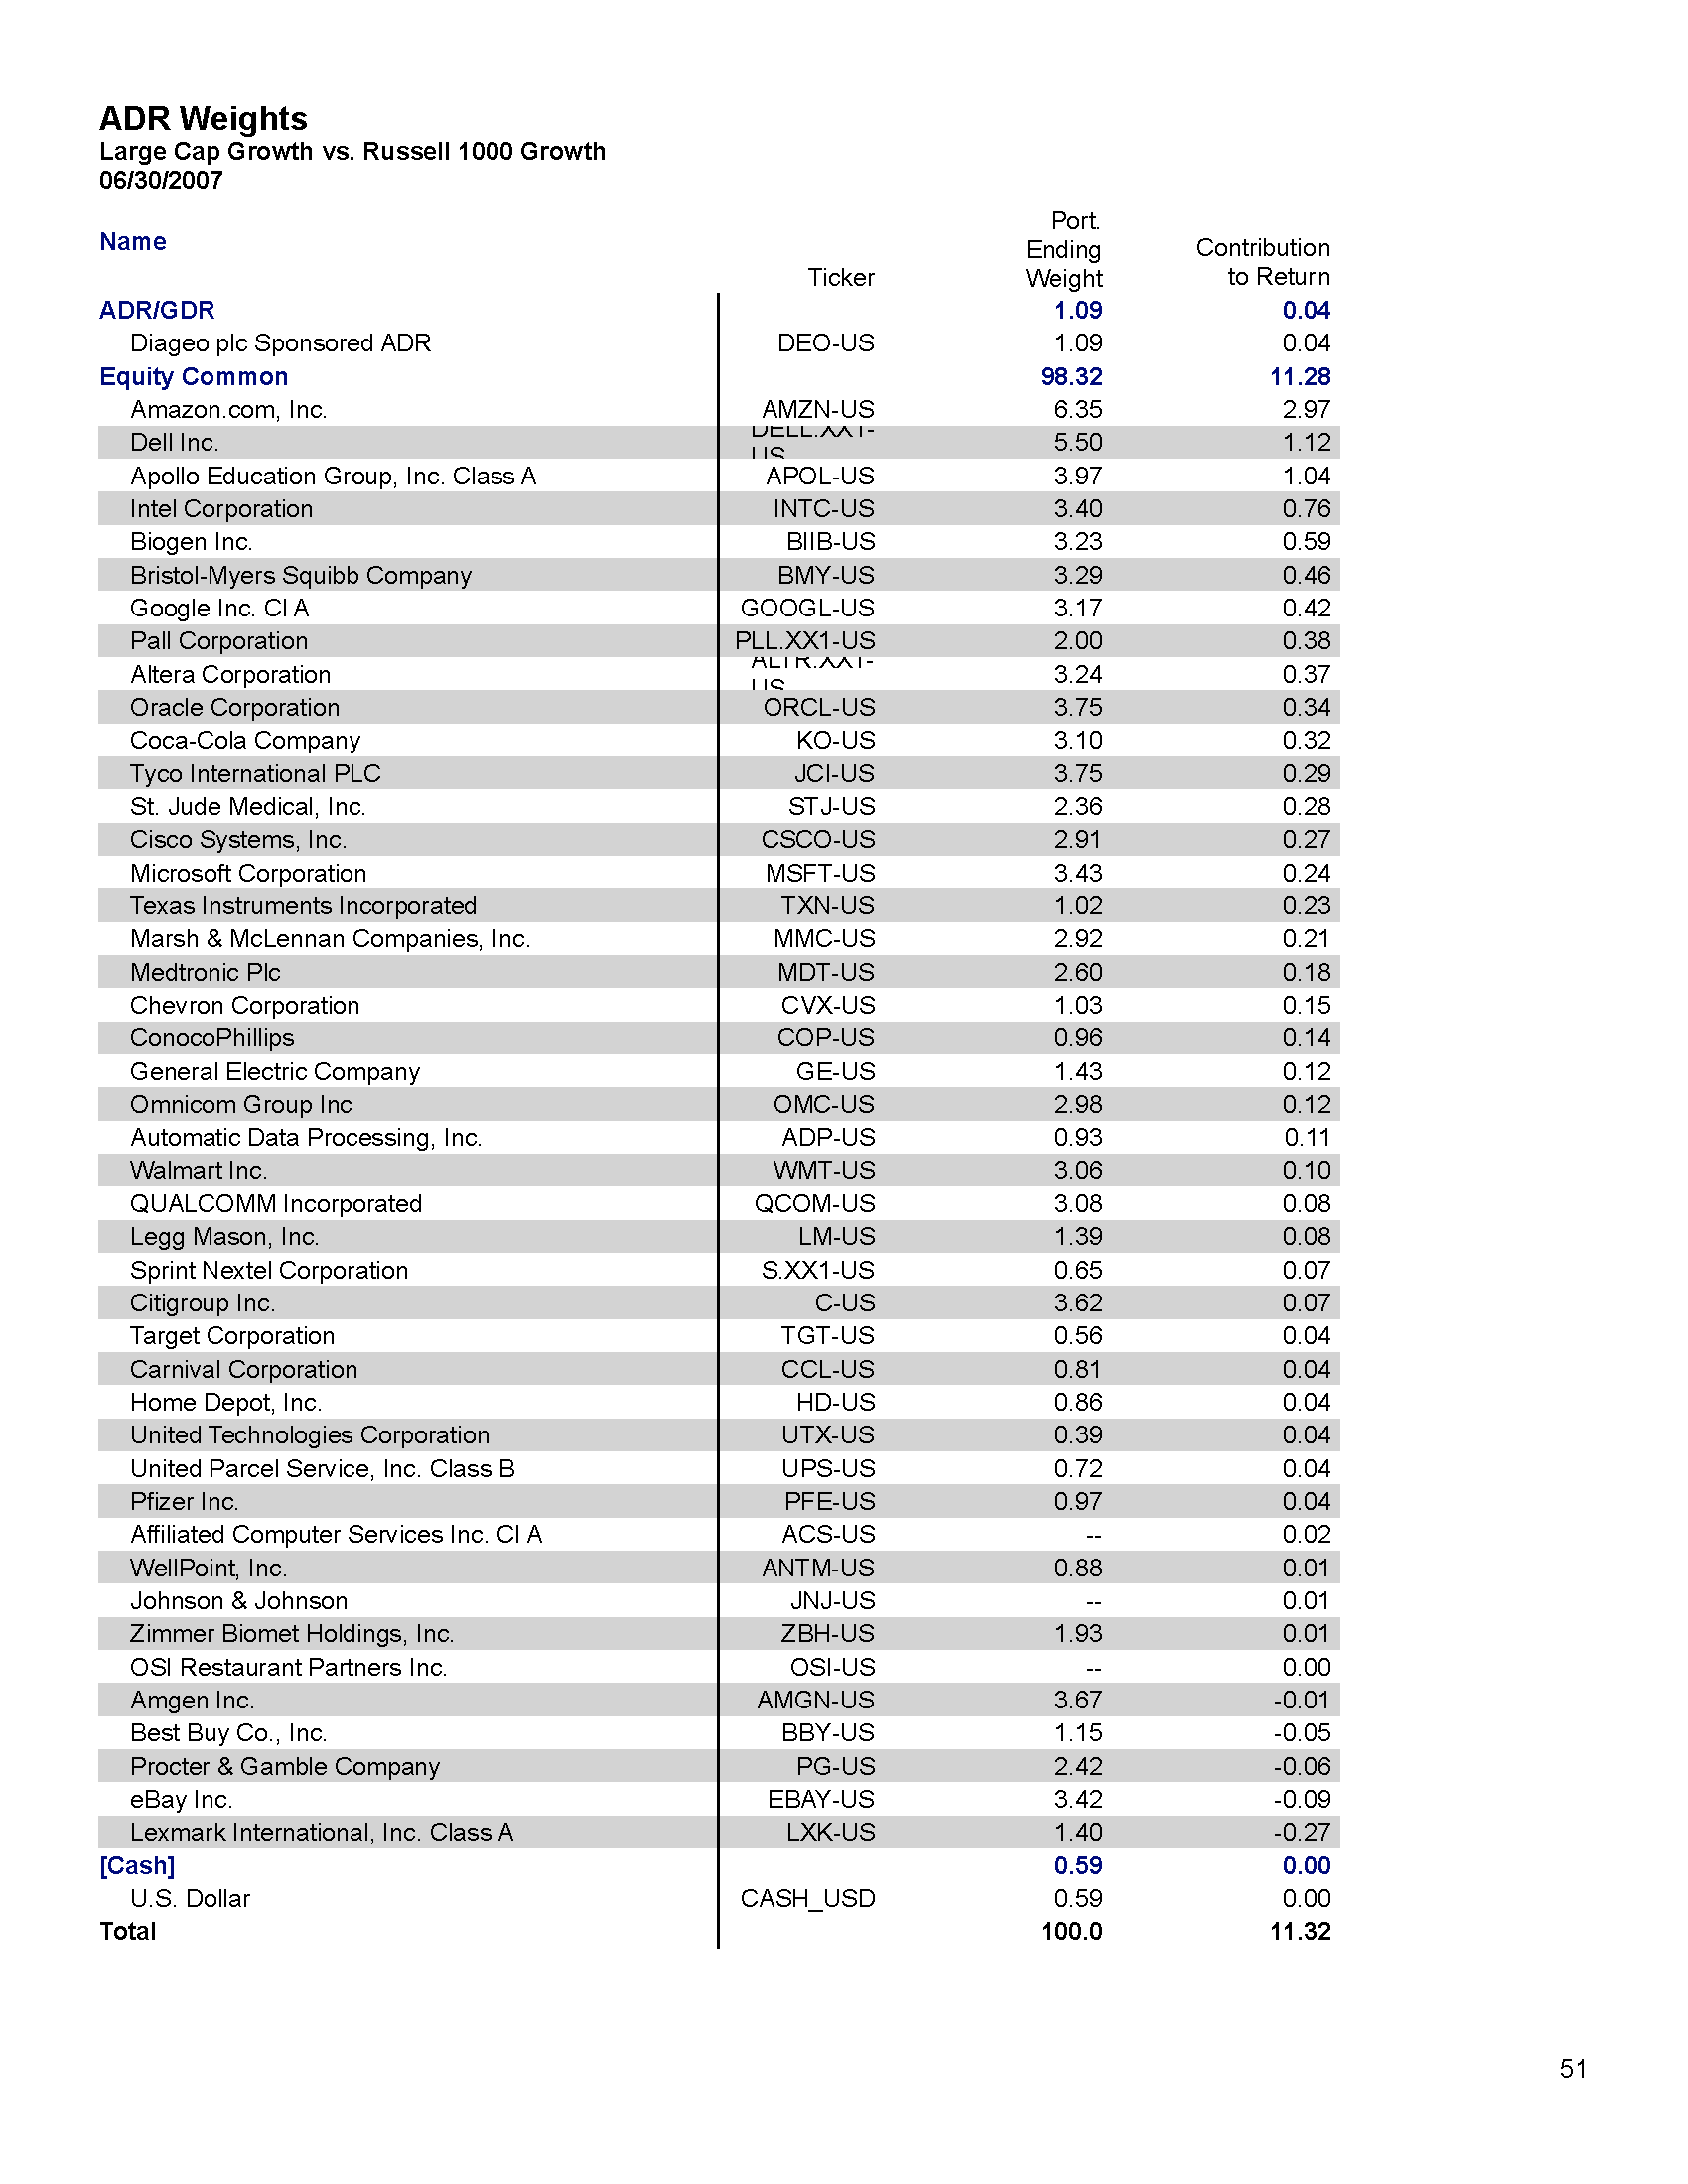 ADR Weights
Large Cap Growth vs. Russell 1000 Growth
06/30/2007
Name Ticker Port. Ending Weight Contribution to Return
ADR/GDR 1.09 0.04
Diageo plc Sponsored ADR DEO-US 1.09 0.04
Equity Common 98.32 11.28
Amazon.com, Inc. AMZN-US 6.35 2.97
Dell Inc. DELL.XX1-US 5.50 1.12
Apollo Education Group, Inc. Class A APOL-US 3.97 1.04
Intel Corporation INTC-US 3.40 0.76
Biogen Inc. BIIB-US 3.23 0.59
Bristol-Myers Squibb Company BMY-US 3.29 0.46
Google Inc. Cl A GOOGL-US 3.17 0.42
Pall Corporation PLL.XX1-US 2.00 0.38
Altera Corporation ALTR.XX1-US 3.24 0.37
Oracle Corporation ORCL-US 3.75 0.34
Coca-Cola Company KO-US 3.10 0.32
Tyco International PLC JCI-US 3.75 0.29
St. Jude Medical, Inc. STJ-US 2.36 0.28
Cisco Systems, Inc. CSCO-US 2.91 0.27
Microsoft Corporation MSFT-US 3.43 0.24
Texas Instruments Incorporated TXN-US 1.02 0.23
Marsh & McLennan Companies, Inc. MMC-US 2.92 0.21
Medtronic Plc MDT-US 2.60 0.18
Chevron Corporation CVX-US 1.03 0.15
ConocoPhillips COP-US 0.96 0.14
General Electric Company GE-US 1.43 0.12
Omnicom Group Inc OMC-US 2.98 0.12
Automatic Data Processing, Inc. ADP-US 0.93 0.11
Walmart Inc. WMT-US 3.06 0.10
QUALCOMM Incorporated QCOM-US 3.08 0.08
Legg Mason, Inc. LM-US 1.39 0.08
Sprint Nextel Corporation S.XX1-US 0.65 0.07
Citigroup Inc. C-US 3.62 0.07
Target Corporation TGT-US 0.56 0.04
Carnival Corporation CCL-US 0.81 0.04
Home Depot, Inc. HD-US 0.86 0.04
United Technologies Corporation UTX-US 0.39 0.04
United Parcel Service, Inc. Class B UPS-US 0.72 0.04
Pfizer Inc. PFE-US 0.97 0.04
Affiliated Computer Services Inc. Cl A ACS-US -- 0.02
WellPoint, Inc. ANTM-US 0.88 0.01
Johnson & Johnson JNJ-US -- 0.01
Zimmer Biomet Holdings, Inc. ZBH-US 1.93 0.01
OSI Restaurant Partners Inc. OSI-US -- 0.00
Amgen Inc. AMGN-US 3.67 -0.01
Best Buy Co., Inc. BBY-US 1.15 -0.05
Procter & Gamble Company PG-US 2.42 -0.06
eBay Inc. EBAY-US 3.42 -0.09
Lexmark International, Inc. Class A LXK-US 1.40 -0.27
[Cash] 0.59 0.00
U.S. Dollar CASH_USD 0.59 0.00
Total 100.0 11.32
51